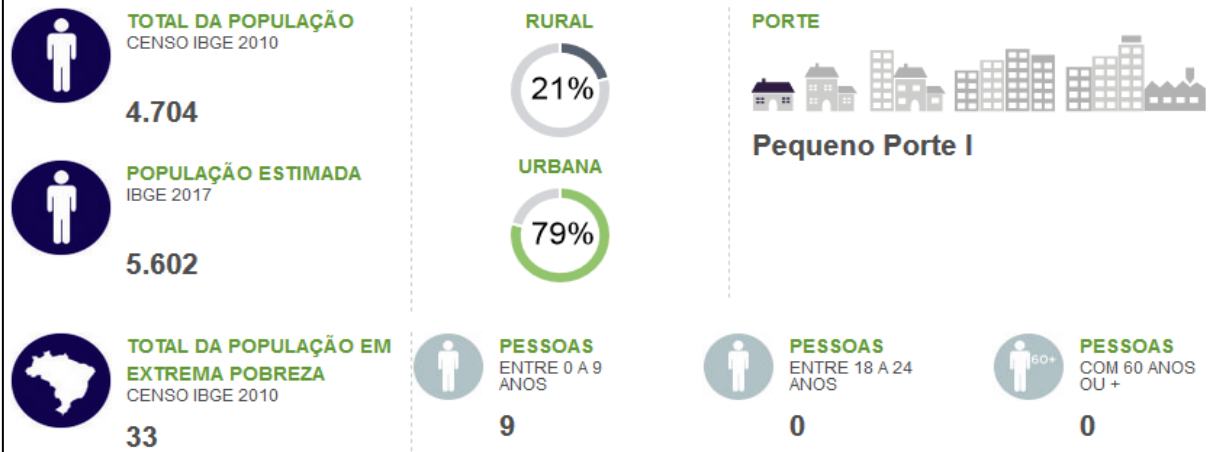 TOTAL DA POPULAÇÃO
CENSO IBGE 2010
4.704
POPULAÇÃO ESTIMADA
IBGE 2017
5.602
RURAL
21%
URBANA
79%
PORTE
Pequeno Porte I
TOTAL DA POPULAÇÃO EM
EXTREMA POBREZA
CENSO IBGE 2010
33
PESSOAS
ENTRE 0 A 9
ANOS
9
PESSOAS
ENTRE 18 A 24
ANOS
0
60+
PESSOAS
COM 60 ANOS
OU +
0